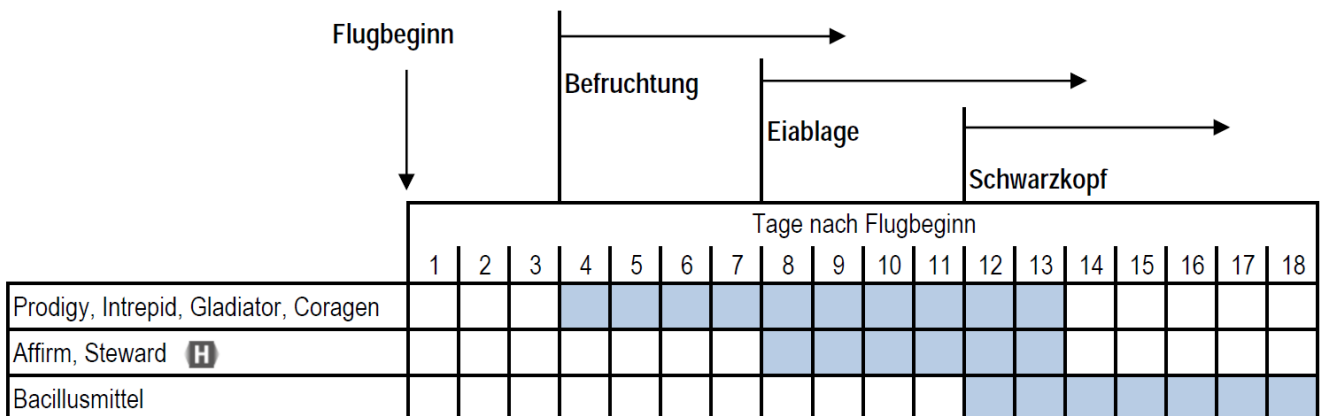 Flugbeginn
Befruchtung
Eiablage
Schwarzkopf
Tage nach Flugbeginn
1 2 3 4 5 6 7 8 9 10 11 12 13 14 15 16 17 18
Prodigy, Intrepid, Gladiator, Coragen
Affirm, Steward H
Bacillusmittel